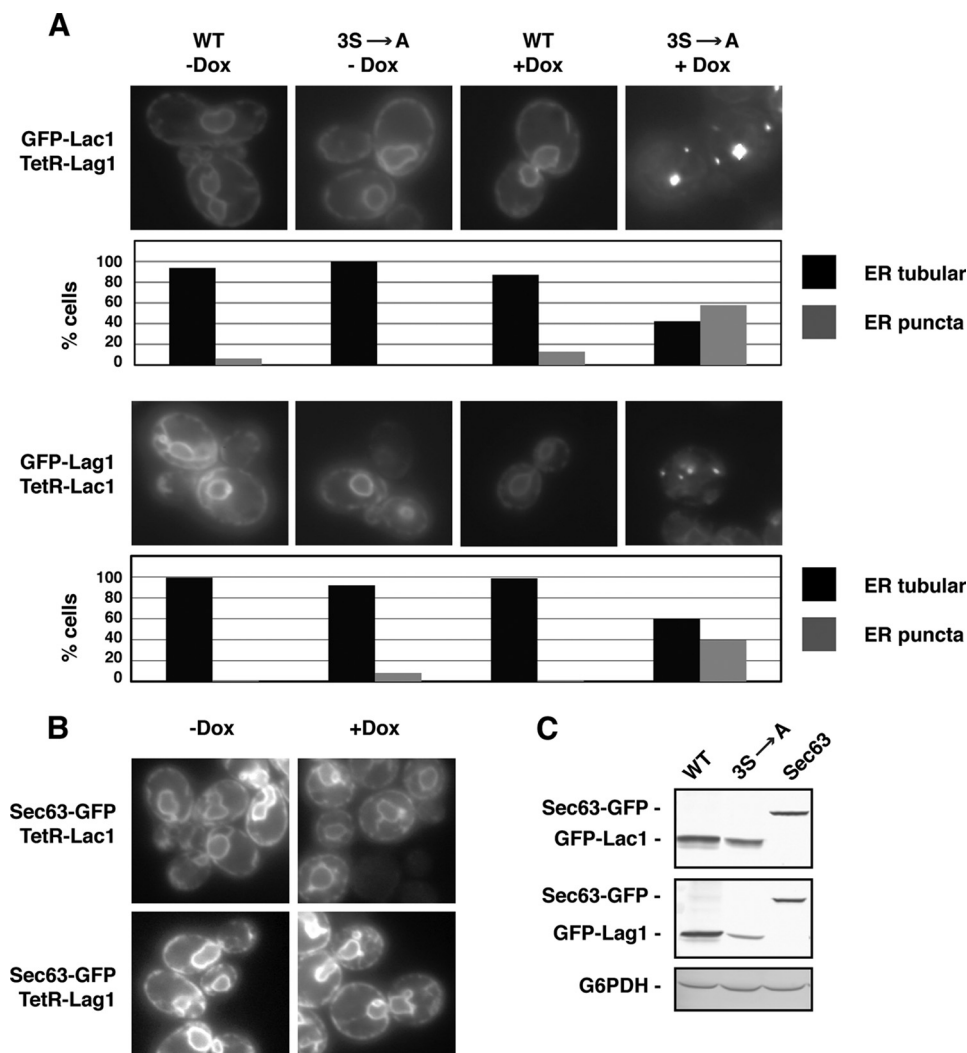 A
WT
-Dox
3S → A
- Dox
WT
+Dox
3S → A
+ Dox
GFP-Lac1
TetR-Lag1
% cells
100
80
60
40
20
0
ER tubular
ER puncta
GFP-Lag1
TetR-Lac1
% cells
100
80
60
40
20
0
ER tubular
ER puncta
B
-Dox
+Dox
Sec63-GFP
TetR-Lac1
Sec63-GFP
TetR-Lag1
C
WT
3S → A
Sec63
Sec63-GFP -
GFP-Lac1 -
Sec63-GFP -
GFP-Lag1 -
G6PDH -